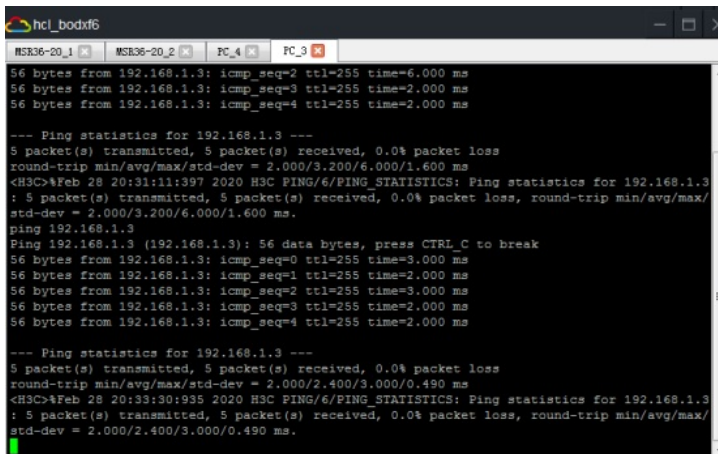 hcl_bodxf6
MSR36-20_1 MSR36-20_2 PC_4 PC_3
56 bytes from 192.168.1.3: icmp_seq=2 ttl=255 time=6.000 ms
56 bytes from 192.168.1.3: icmp_seq=3 ttl=255 time=2.000 ms
56 bytes from 192.168.1.3: icmp_seq=4 ttl=255 time=2.000 ms
--- Ping statistics for 192.168.1.3 ---
5 packet(s) transmitted, 5 packet(s) received, 0.0% packet loss
round-trip min/avg/max/std-dev = 2.000/3.200/6.000/1.600 ms
<H3C>%Feb 28 20:31:11:397 2020 H3C PING/6/PING_STATISTICS: Ping statistics for 192.168.1.3
: 5 packet(s) transmitted, 5 packet(s) received, 0.0% packet loss, round-trip min/avg/max/
std-dev = 2.000/3.200/6.000/1.600 ms.
ping 192.168.1.3
Ping 192.168.1.3 (192.168.1.3): 56 data bytes, press CTRL_C to break
56 bytes from 192.168.1.3: icmp_seq=0 ttl=255 time=3.000 ms
56 bytes from 192.168.1.3: icmp_seq=1 ttl=255 time=2.000 ms
56 bytes from 192.168.1.3: icmp_seq=2 ttl=255 time=3.000 ms
56 bytes from 192.168.1.3: icmp_seq=3 ttl=255 time=2.000 ms
56 bytes from 192.168.1.3: icmp_seq=4 ttl=255 time=2.000 ms
--- Ping statistics for 192.168.1.3 ---
5 packet(s) transmitted, 5 packet(s) received, 0.0% packet loss
round-trip min/avg/max/std-dev = 2.000/2.400/3.000/0.490 ms
<H3C>%Feb 28 20:33:30:935 2020 H3C PING/6/PING_STATISTICS: Ping statistics for 192.168.1.3
: 5 packet(s) transmitted, 5 packet(s) received, 0.0% packet loss, round-trip min/avg/max/
std-dev = 2.000/2.400/3.000/0.490 ms.